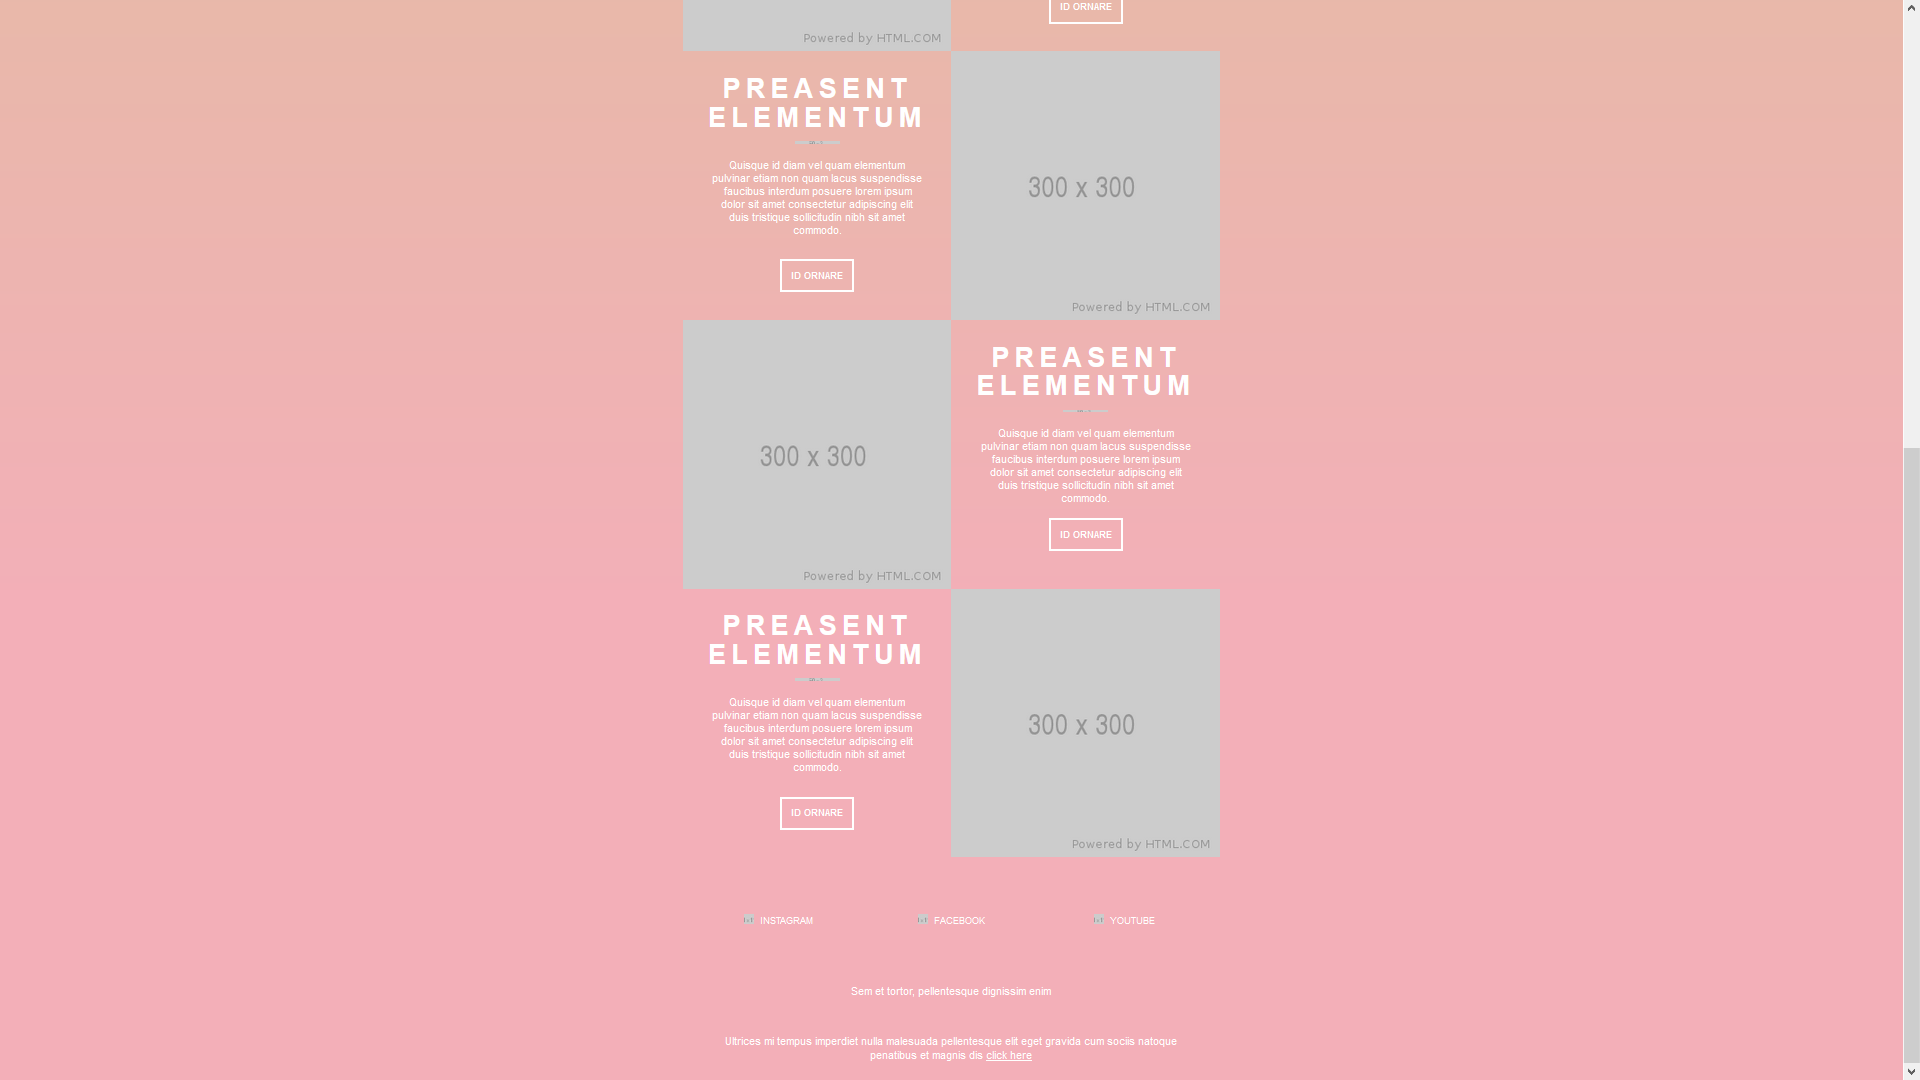 ID ORNARE
Powered by HTML.COM
PREASENT
ELEMENTUM
Quisque id diam vel quam elementum
pulvinar etiam non quam lacus suspendisse
faucibus interdum posuere lorem ipsum
dolor sit amet consectetur adipiscing elit
duis tristique sollicitudin nibh sit amet
commodo.
ID ORNARE
300 x 300
Powered by HTML.COM
300 x 300
Powered by HTML.COM
PREASENT
ELEMENTUM
Quisque id diam vel quam elementum
pulvinar etiam non quam lacus suspendisse
faucibus interdum posuere lorem ipsum
dolor sit amet consectetur adipiscing elit
duis tristique sollicitudin nibh sit amet
commodo.
ID ORNARE
PREASENT
ELEMENTUM
Quisque id diam vel quam elementum
pulvinar etiam non quam lacus suspendisse
faucibus interdum posuere lorem ipsum
dolor sit amet consectetur adipiscing elit
duis tristique sollicitudin nibh sit amet
commodo.
ID ORNARE
300 x 300
Powered by HTML.COM
INSTAGRAM
FACEBOOK
YOUTUBE
Sem et tortor, pellentesque dignissim enim
Ultrices mi tempus imperdiet nulla malesuada pellentesque elit eget gravida cum sociis natoque
penatibus et magnis dis click here